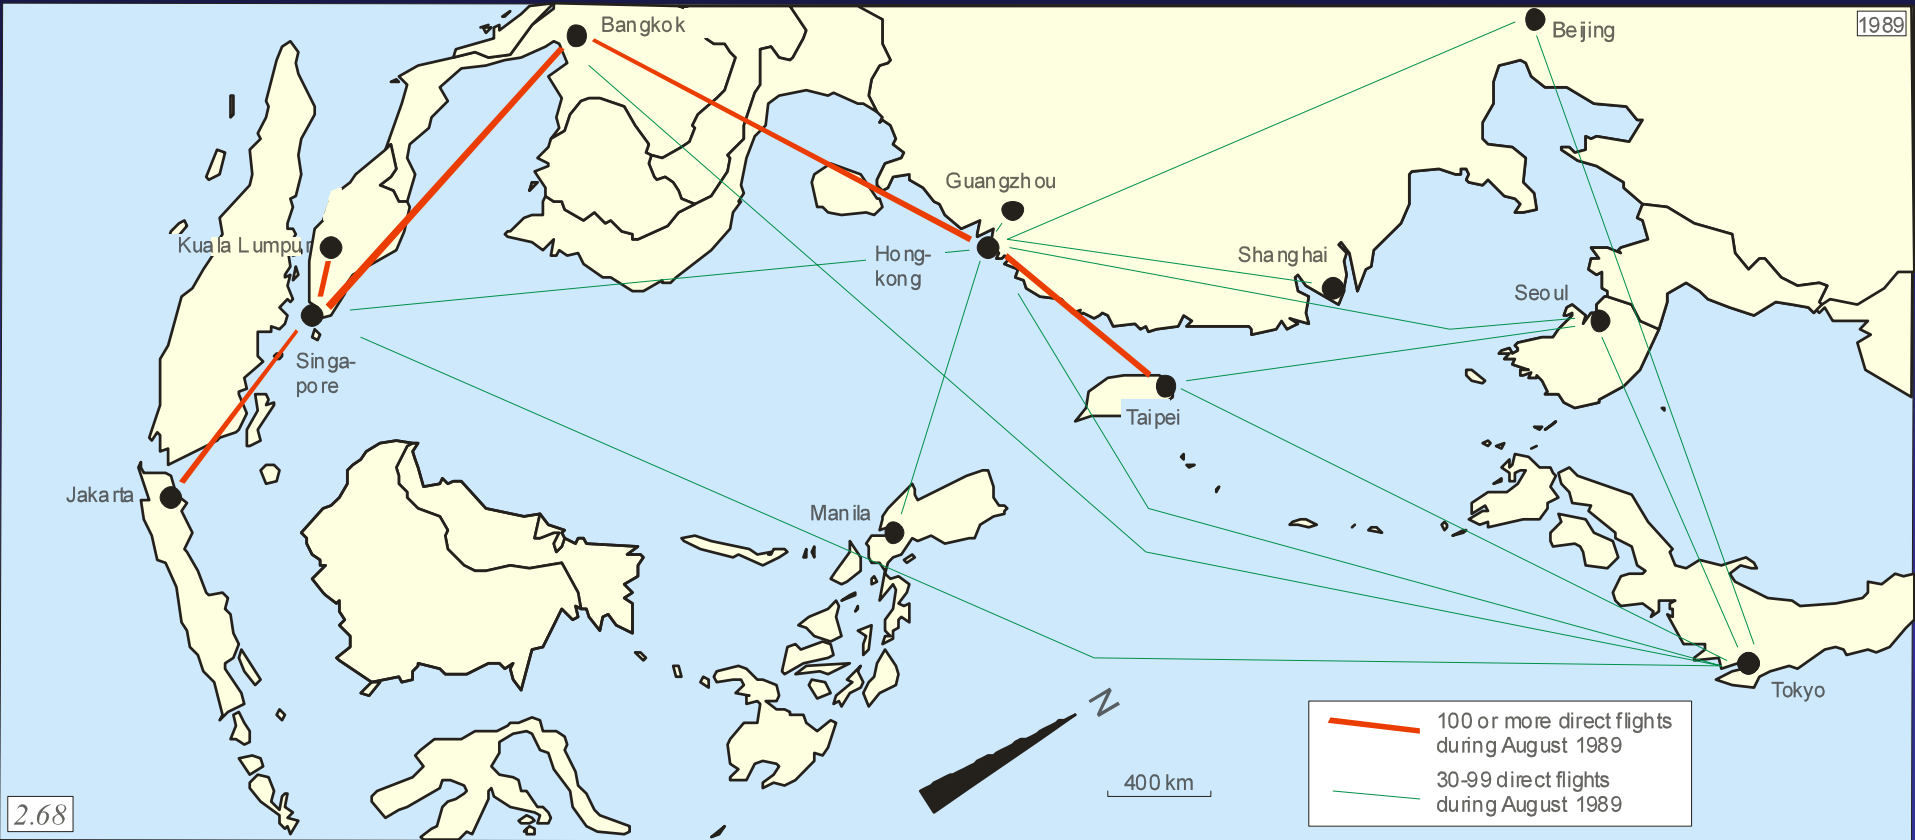 Bangkok
Beijing
1989
Guangzhou
Kuala Lumpur
Hong-
kong
Shanghai
Seoul
Singa-
pore
Taipei
Jakarta
Manila
Tokyo
N
400 km
100 or more direct flights
during August 1989
30-99 direct flights
during August 1989
2.68